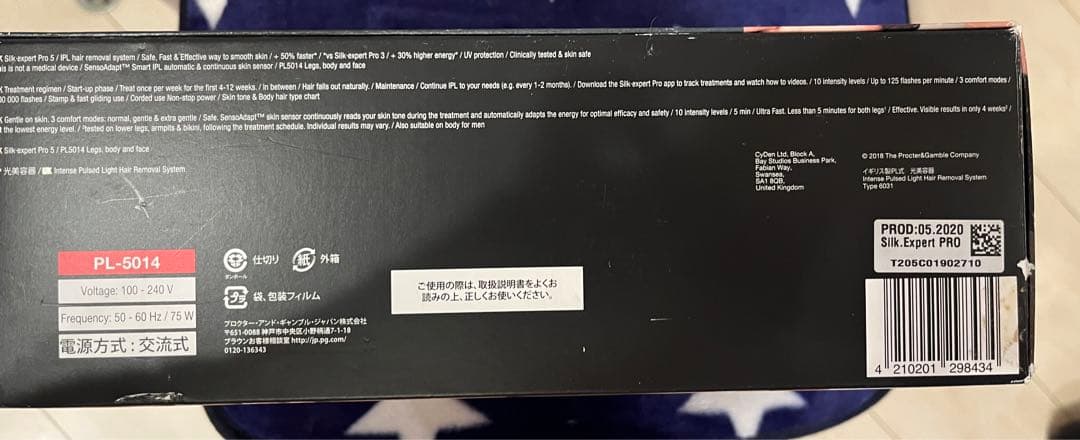 Silk·expert Pro 5 / IPL hair removal system / Safe, Fast & Effective way to smooth skin / + 50% faster* / *vs Silk·expert Pro 3 / + 30% higher energy* / UV protection / Clinically tested & skin safe
is is not a medical device / SensoAdapt™ Smart IPL automatic & continuous skin sensor / PL5014 Legs, body and face
Treatment regimen / Start-up phase / Treat once per week for the first 4-12 weeks. / In between / Hair falls out naturally. / Maintenance / Continue IPL to your needs (e.g. every 1-2 months). / Download the Silk·expert Pro app to track treatments and watch how to videos. / 10 intensity levels / Up to 125 flashes per minute / 3 comfort modes /
00 000 flashes / Stamp & fast gliding use / Corded use Non-stop power / Skin tone & Body hair type chart
Gentle on skin: 3 comfort modes: normal, gentle & extra gentle / Safe. SensoAdapt™ skin sensor continuously reads your skin tone during the treatment and automatically adapts the energy for optimal efficacy and safety / 10 intensity levels / 5 min / Ultra Fast. Less than 5 minutes for both legs¹ / Effective. Visible results in only 4 weeks²
t the lowest energy level. / ²tested on lower legs, armpits & bikini, following the treatment schedule. Individual results may vary. / Also suitable on body for men
Silk·expert Pro 5 / PL5014 Legs, body and face
光美容器 / Intense Pulsed Light Hair Removal System
CyDen Ltd, Block A,
Bay Studios Business Park,
Fabian Way,
Swansea,
SA1 8QB,
United Kingdom
© 2018 The Procter&Gamble Company
イギリス製IPL式 光美容器
Intense Pulsed Light Hair Removal System
Type 6031
PROD:05.2020
Silk.Expert PRO
T205C01902710
PL-5014
Voltage: 100 - 240 V
Frequency: 50 - 60 Hz / 75 W
電源方式:交流式
段ボール 仕切り 紙 外箱
プラ 袋、包装フィルム
プロクター・アンド・ギャンブル・ジャパン株式会社
〒651-0088 神戸市中央区小野柄通7-1-18
ブラウンお客様相談室 http://jp.pg.com/
0120-136343
ご使用の際は、取扱説明書をよくお
読みの上、正しくお使いください。
4 210201 298434